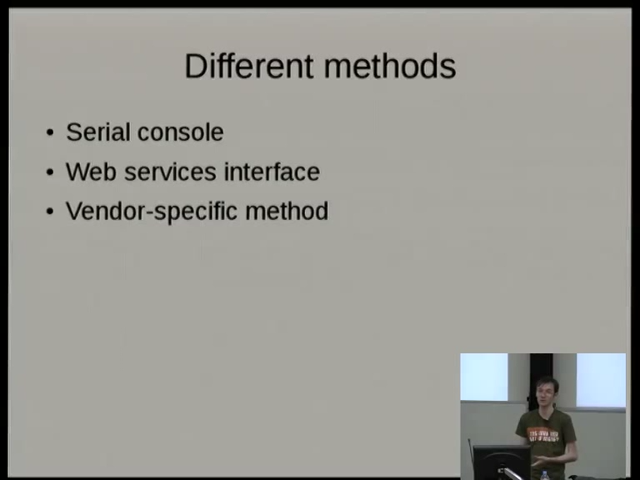 Different methods
• Serial console
• Web services interface
• Vendor-specific method